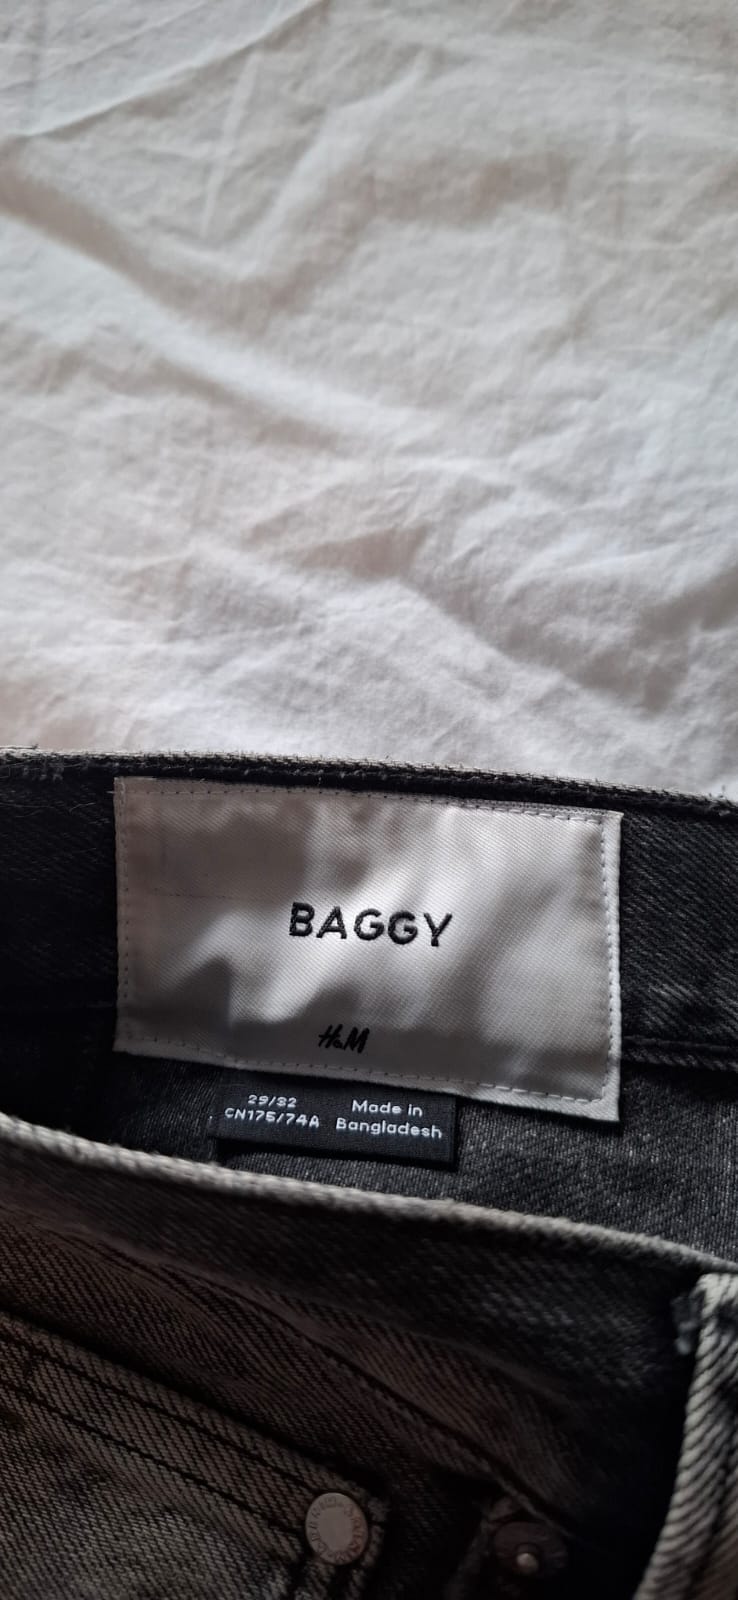 BAGGY
H&M
29/32
CN175/74A
Made in
Bangladesh